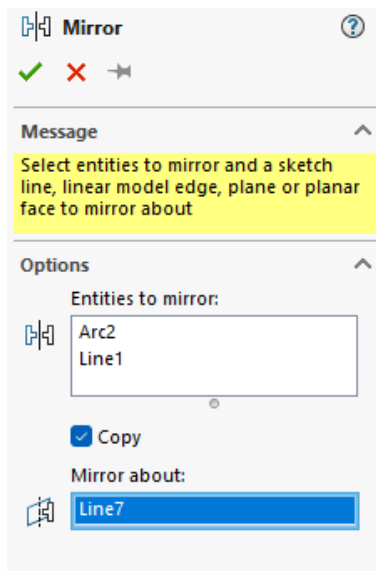 Mirror
?
Message
Select entities to mirror and a sketch
line, linear model edge, plane or planar
face to mirror about
Options
Entities to mirror:
Arc2
Line1
Copy
Mirror about:
Line7